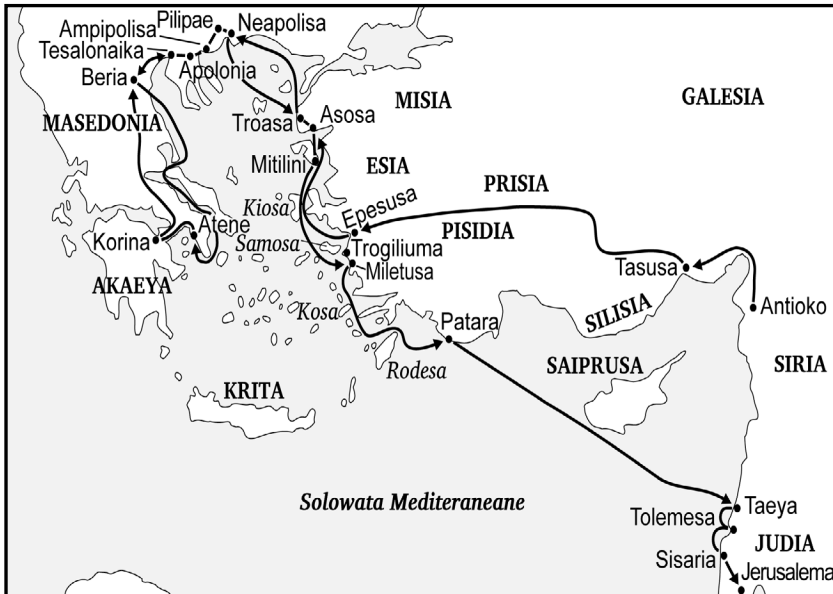 Pilipae
Neapolisa
Ampipolisa
Tesalonaika
Apolonia
Beria
MASEDONIA
MISIA
GALESIA
Troasa
Asosa
Mitilini
ESIA
PRISIA
Kiosa
Epesusa
PISIDIA
Atene
Korina
Samosa
Trogiliuma
Miletusa
Tasusa
AKAEYA
Kosa
SILISIA
Antioko
Patara
Rodesa
SAIPRUSA
SIRIA
KRITA
Solowata Mediteraneane
Taeya
Tolemesa
JUDIA
Sisaria
Jerusalema